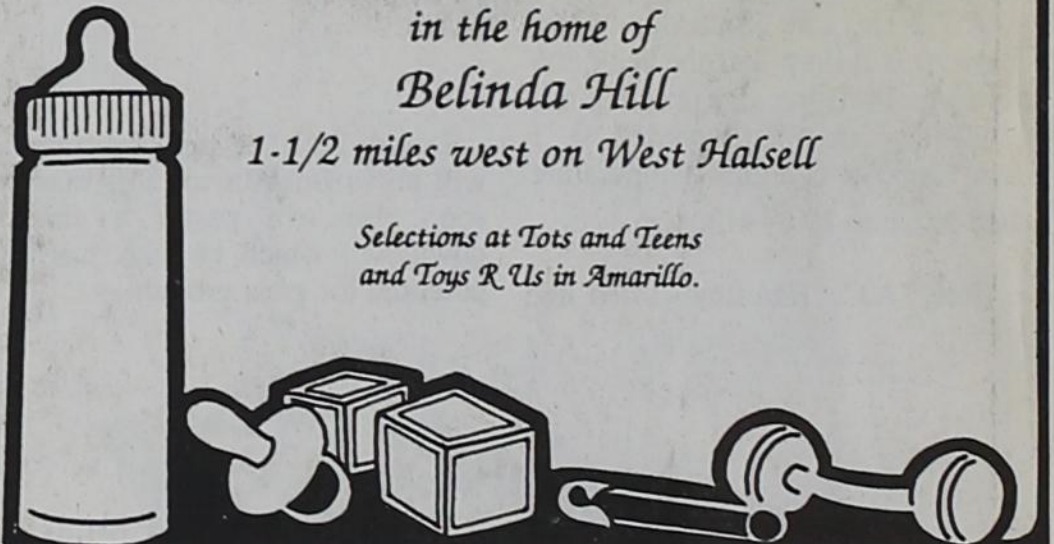 in the home of
Belinda Hill
1-1/2 miles west on West Halsell
Selections at Tots and Teens
and Toys R Us in Amarillo.